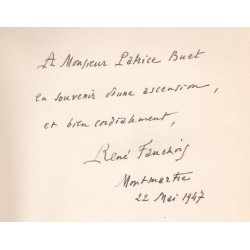 A Monsieur Patrice Buet
en souvenir d'une ascension,
et bien cordialement,
René Fauchois
Montmartre
22 Mai 1947